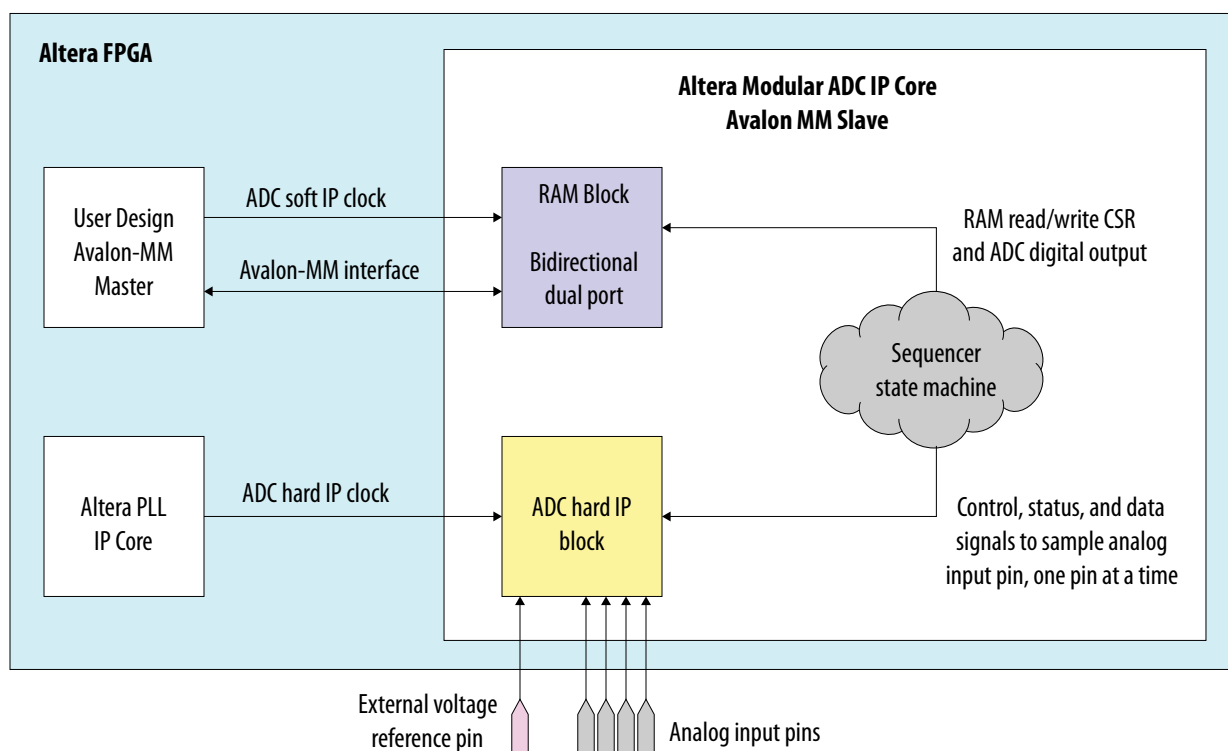 Altera FPGA
Altera Modular ADC IP Core
Avalon MM Slave
User Design
Avalon-MM
Master
ADC soft IP clock
Avalon-MM interface
RAM Block
Bidirectional
dual port
RAM read/write CSR
and ADC digital output
Sequencer
state machine
Altera PLL
IP Core
ADC hard IP clock
ADC hard IP
block
Control, status, and data
signals to sample analog
input pin, one pin at a time
External voltage
reference pin
Analog input pins